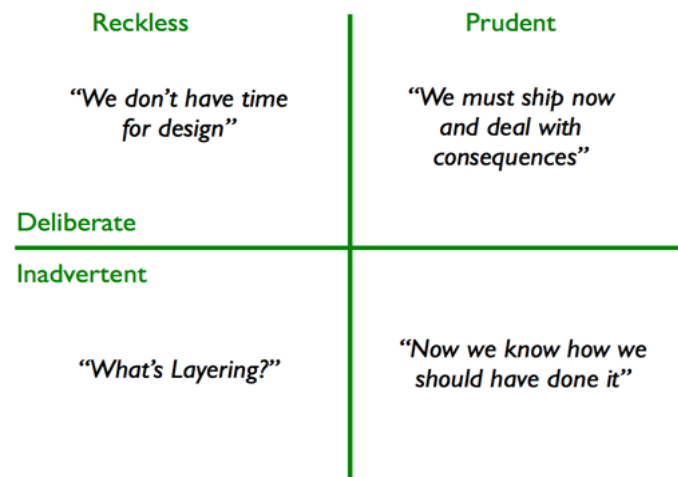 Reckless
Prudent
“We don’t have time
for design”
“We must ship now
and deal with
consequences”
Deliberate
Inadvertent
“What’s Layering?”
“Now we know how we
should have done it”